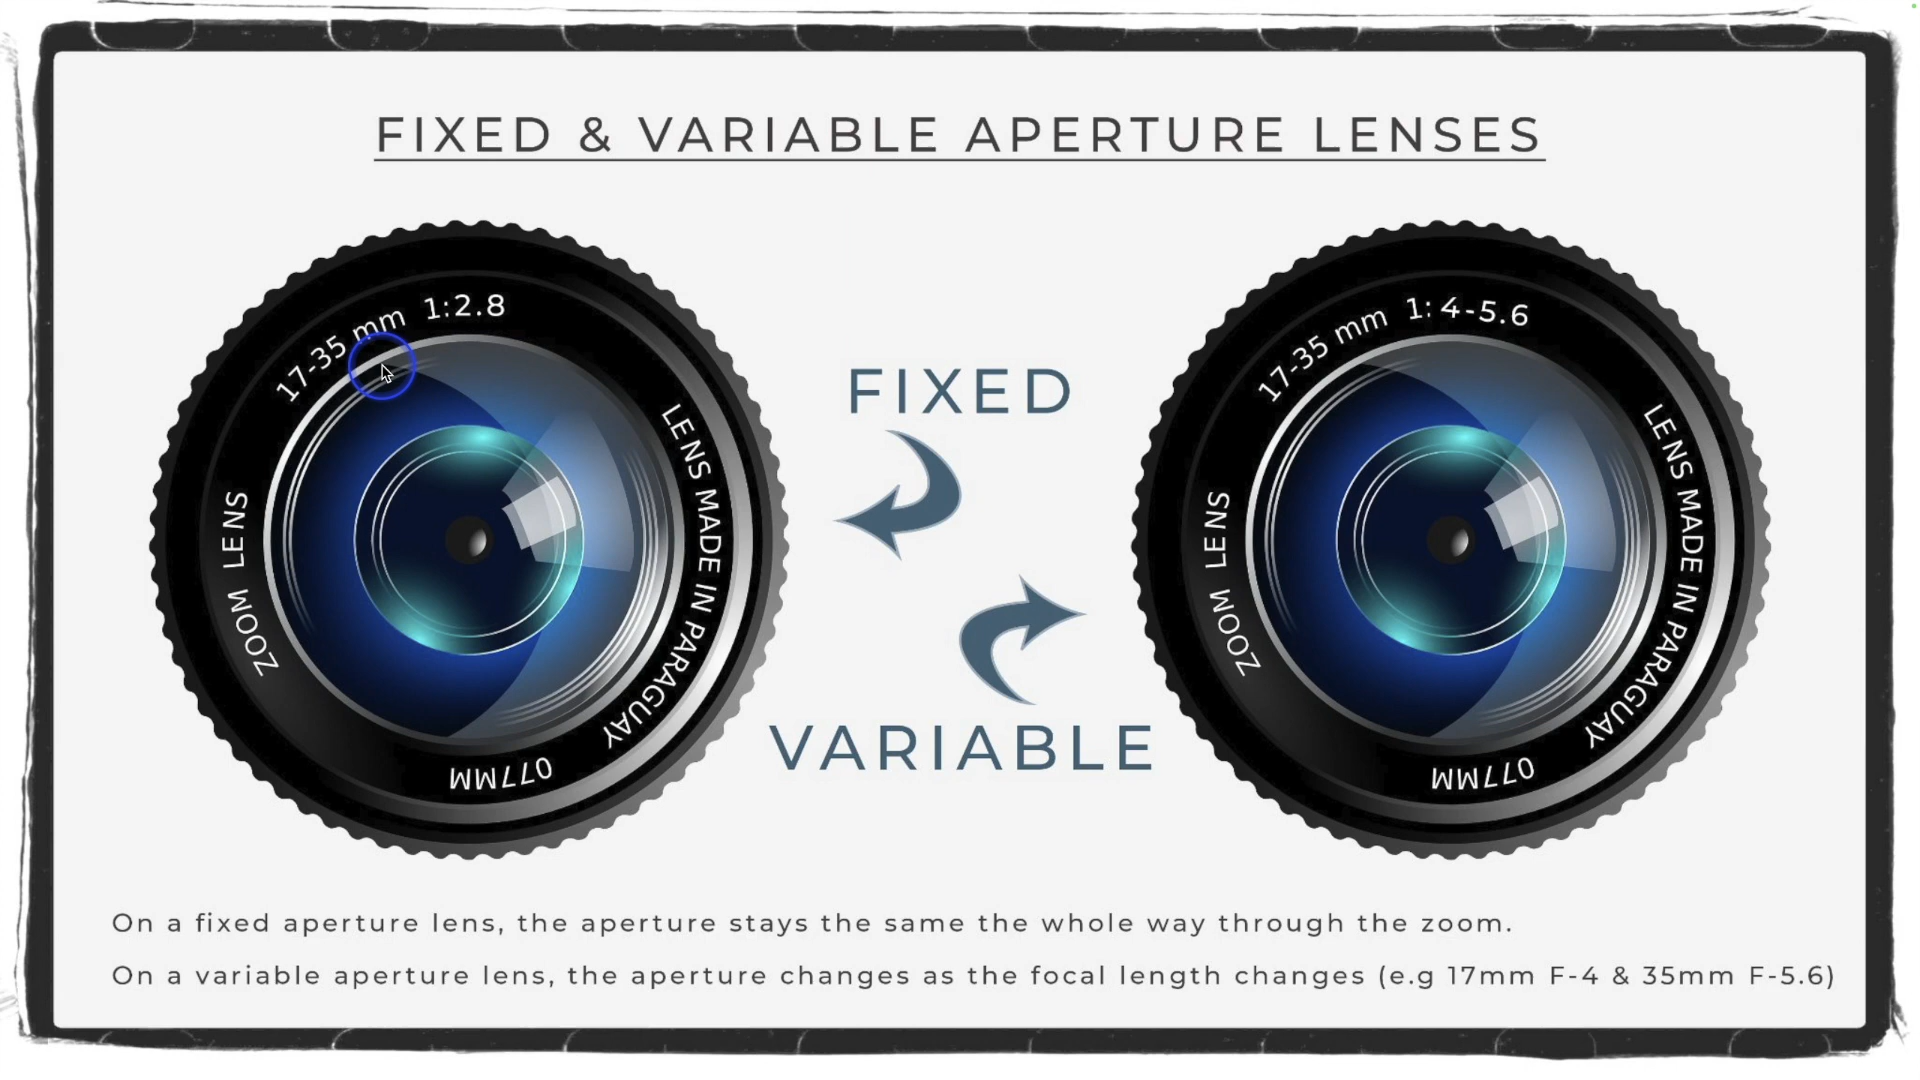 FIXED & VARIABLE APERTURE LENSES
17-35 mm 1:2.8
LENS MADE IN PARAGUAY
077MM
ZOOM LENS
FIXED
VARIABLE
17-35 mm 1:4-5.6
LENS MADE IN PARAGUAY
077MM
ZOOM LENS
On a fixed aperture lens, the aperture stays the same the whole way through the zoom.
On a variable aperture lens, the aperture changes as the focal length changes (e.g 17mm F-4 & 35mm F-5.6)